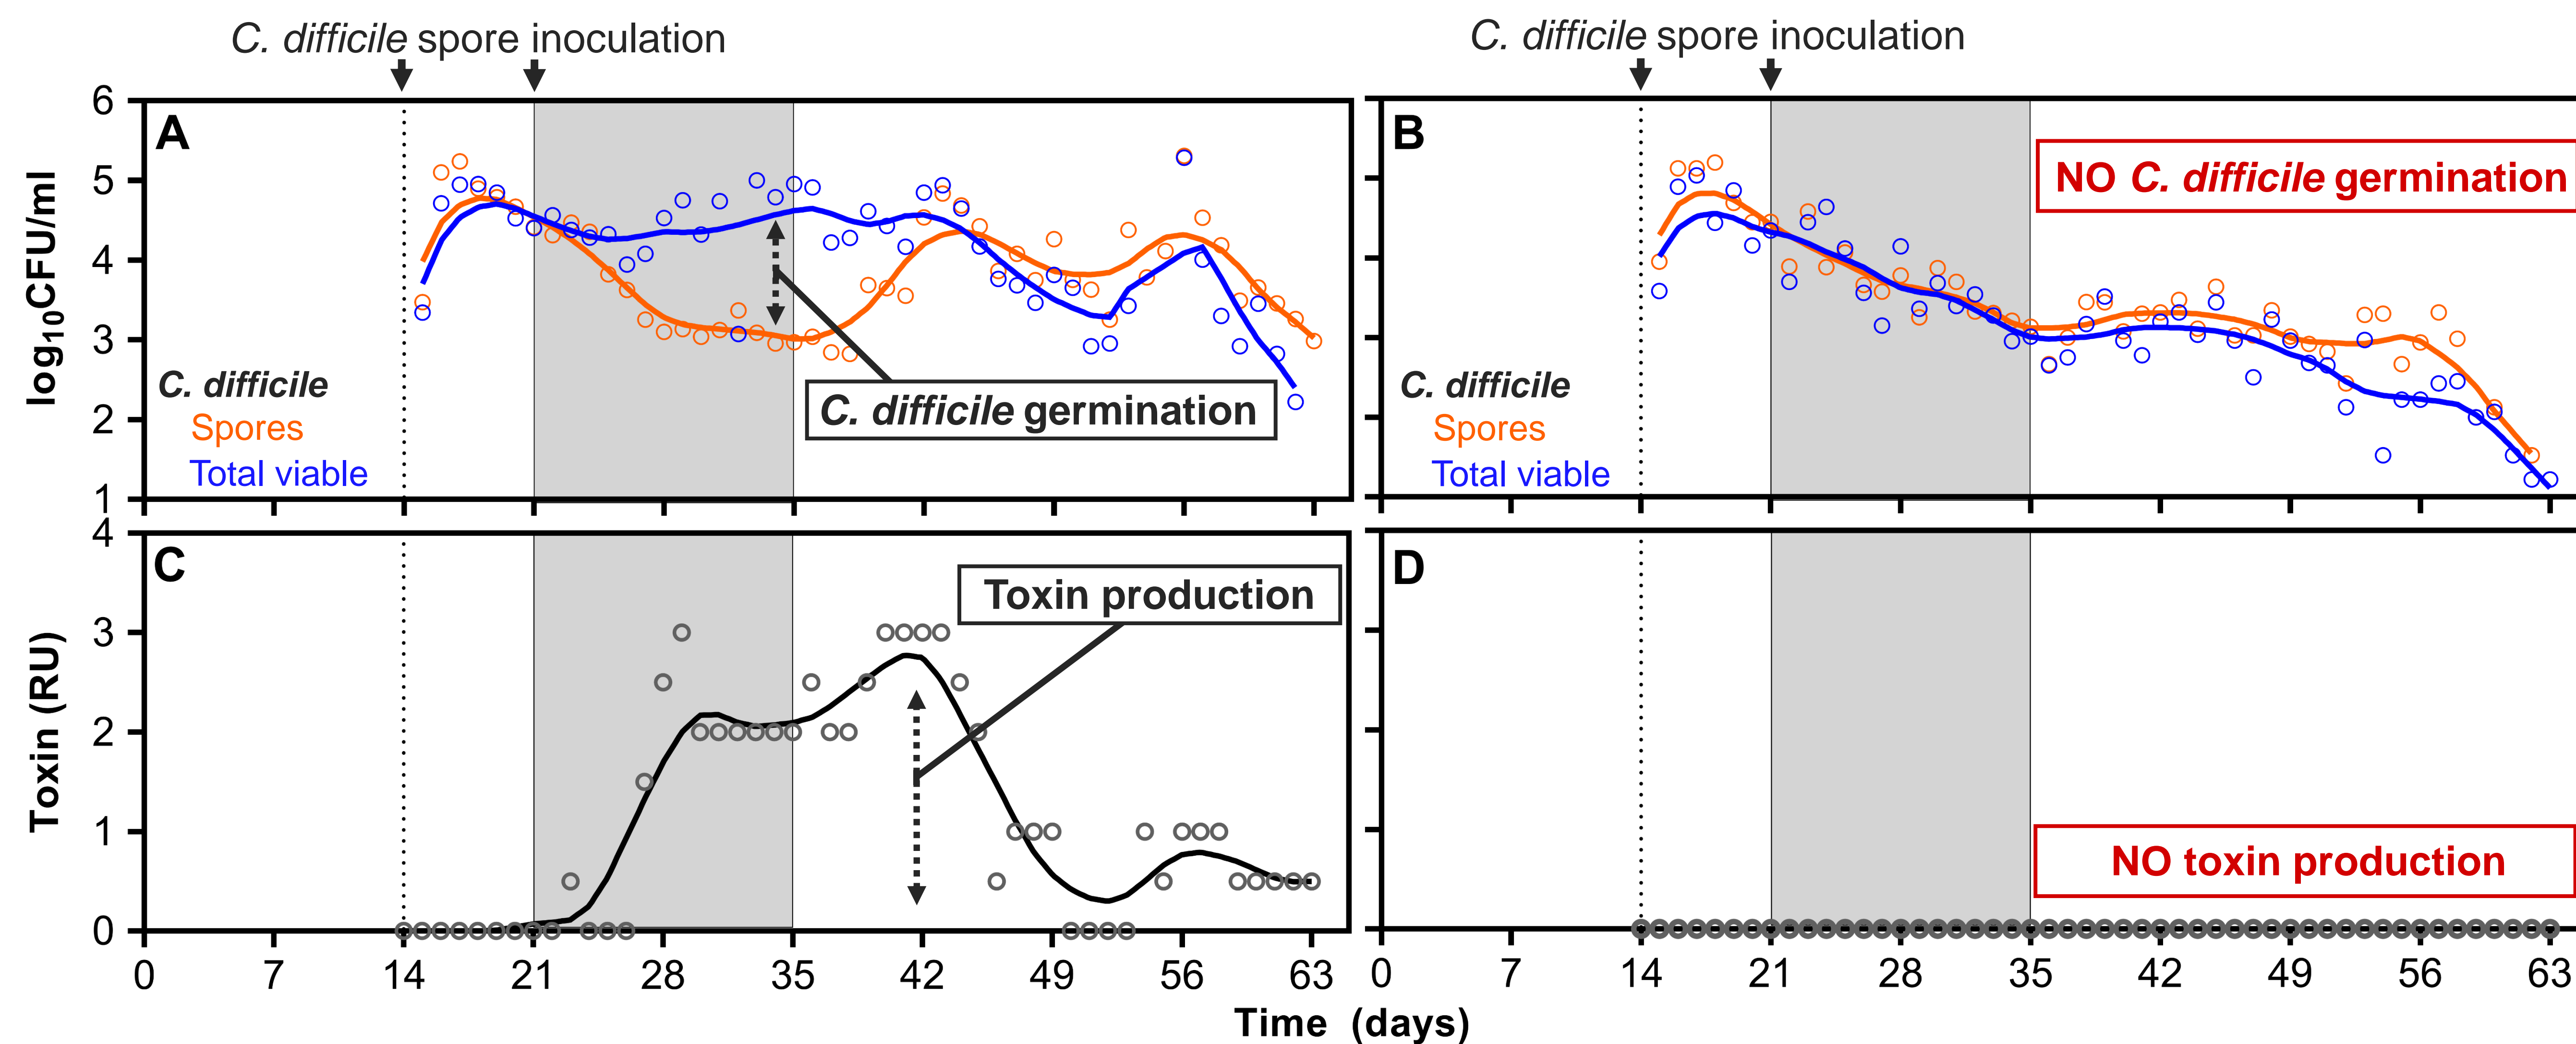 C. difficile spore inoculation
C. difficile spore inoculation
6
5
4
3
2
1
log10CFU/ml
A
C. difficile
Spores
Total viable
C. difficile germination
B
NO C. difficile germination
C. difficile
Spores
Total viable
4
3
2
1
0
Toxin (RU)
C
Toxin production
D
NO toxin production
0 7 14 21 28 35 42 49 56 63
0 7 14 21 28 35 42 49 56 63
Time (days)